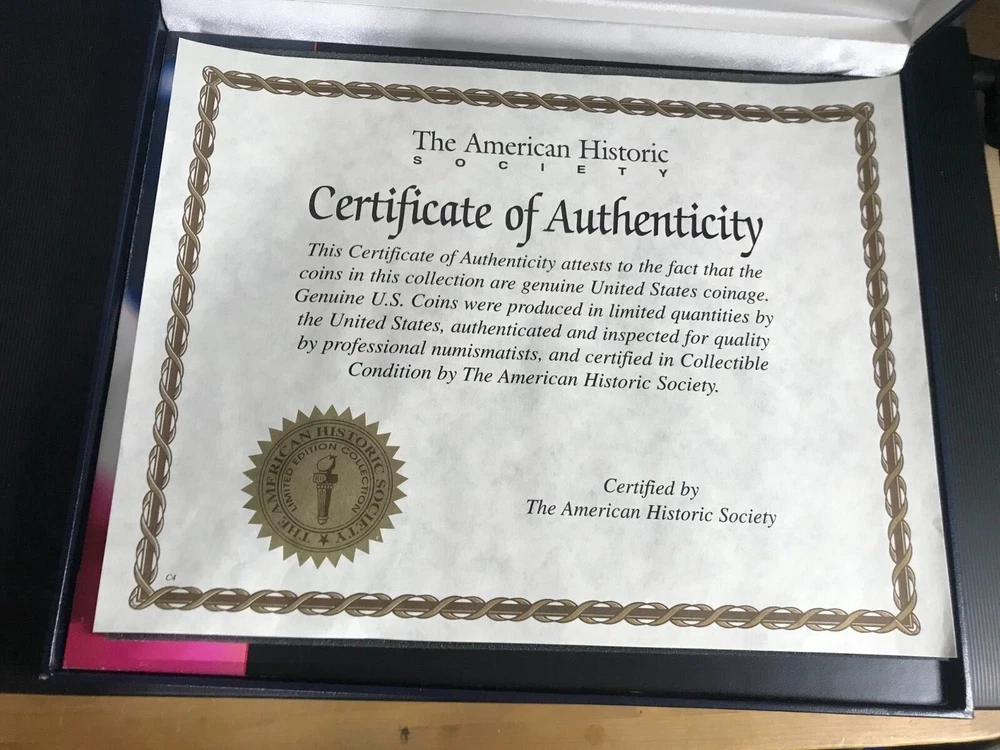 The American Historic
SOCIETY
Certificate of Authenticity
This Certificate of Authenticity attests to the fact that the
coins in this collection are genuine United States coinage.
Genuine U.S. Coins were produced in limited quantities by
the United States, authenticated and inspected for quality
by professional numismatists, and certified in Collectible
Condition by The American Historic Society.
THE AMERICAN HISTORIC SOCIETY
LIMITED EDITION COLLECTION
Certified by
The American Historic Society
C4